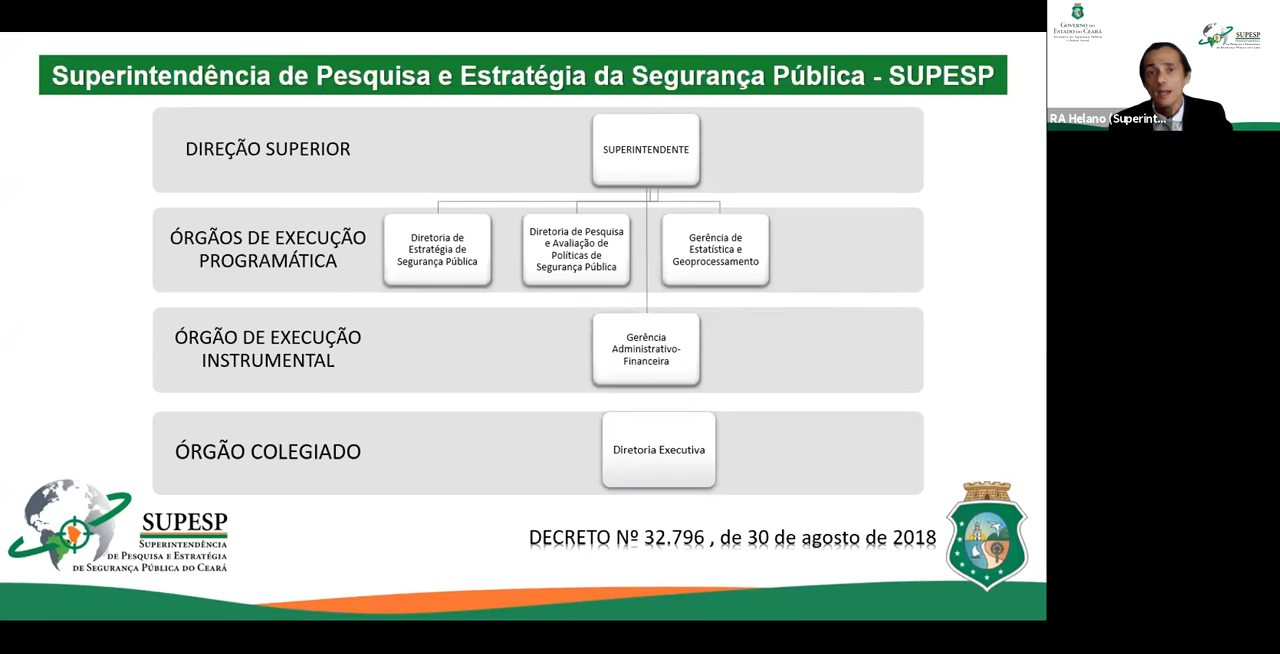 Superintendência de Pesquisa e Estratégia da Segurança Pública - SUPESP
DIREÇÃO SUPERIOR
SUPERINTENDENTE
ÓRGÃOS DE EXECUÇÃO
PROGRAMÁTICA
Diretoria de
Estratégia de
Segurança Pública
Diretoria de Pesquisa
e Avaliação de
Políticas de
Segurança Pública
Gerência de
Estatística e
Geoprocessamento
ÓRGÃO DE EXECUÇÃO
INSTRUMENTAL
Gerência
Administrativo-
Financeira
ÓRGÃO COLEGIADO
Diretoria Executiva
SUPESP
SUPERINTENDÊNCIA
DE PESQUISA E ESTRATÉGIA
DE SEGURANÇA PÚBLICA DO CEARÁ
DECRETO Nº 32.796 , de 30 de agosto de 2018
GOVERNO DO
ESTADO DO CEARÁ
SUPESP
RA Helano (Superint...